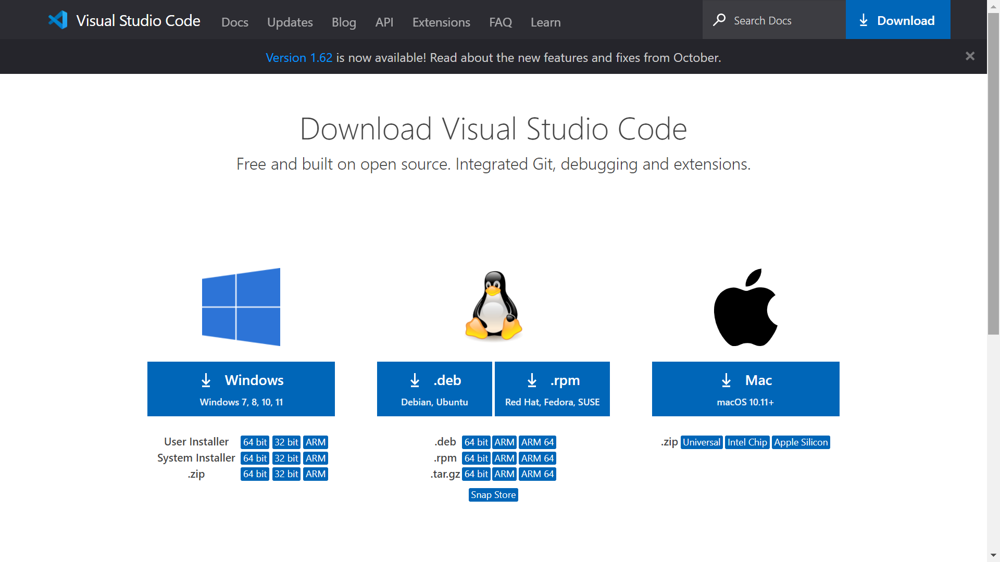 Visual Studio Code Docs Updates Blog API Extensions FAQ Learn Search Docs Download
Version 1.62 is now available! Read about the new features and fixes from October.
Download Visual Studio Code
Free and built on open source. Integrated Git, debugging and extensions.
Windows
Windows 7, 8, 10, 11
.deb
Debian, Ubuntu
.rpm
Red Hat, Fedora, SUSE
Mac
macOS 10.11+
User Installer 64 bit 32 bit ARM
System Installer 64 bit 32 bit ARM
.zip 64 bit 32 bit ARM
.deb 64 bit ARM ARM 64
.rpm 64 bit ARM ARM 64
.tar.gz 64 bit ARM ARM 64
Snap Store
.zip Universal Intel Chip Apple Silicon